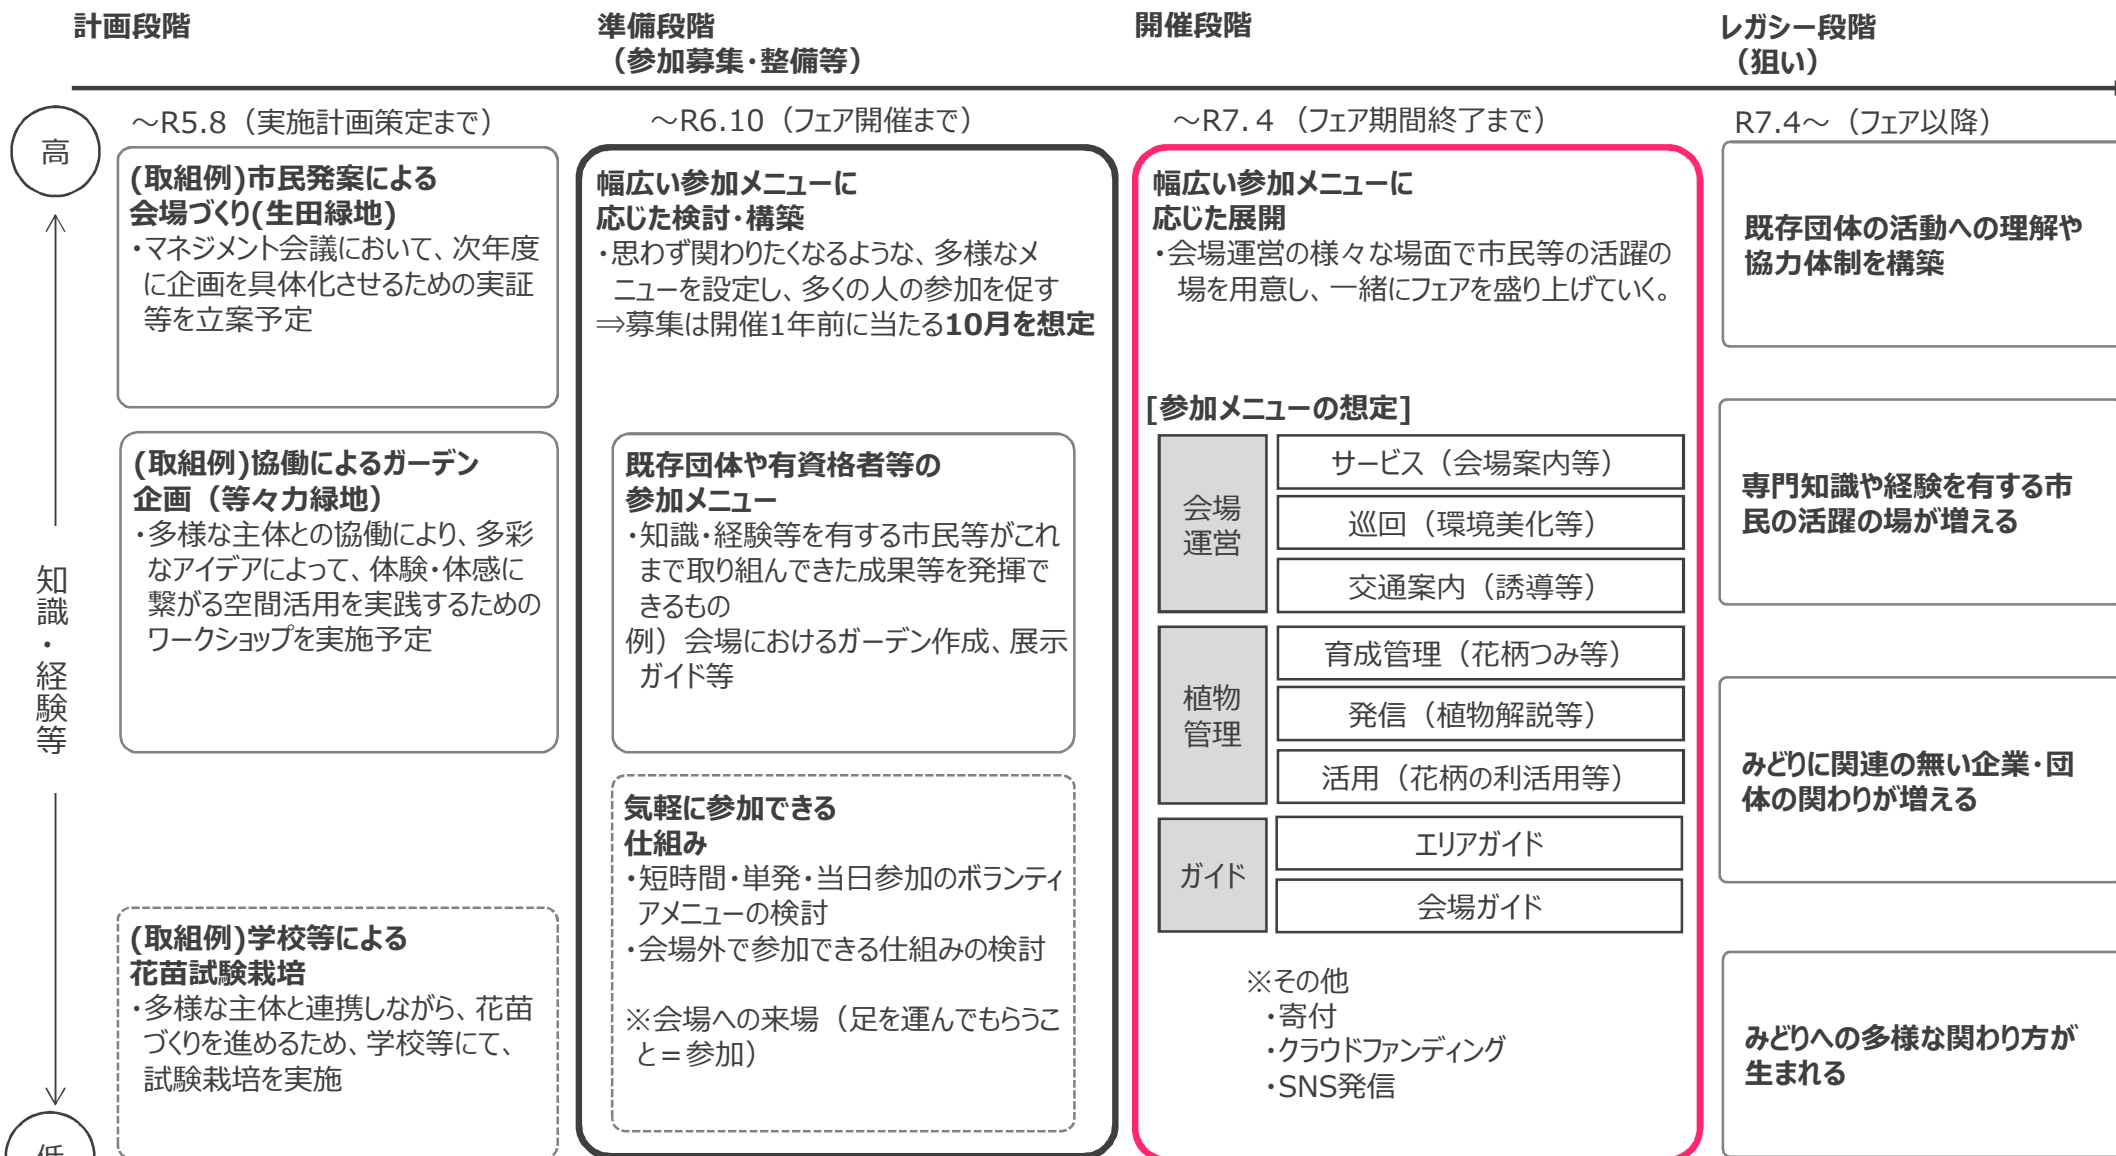 計画段階
準備段階
（参加募集・整備等）
開催段階
レガシー段階
（狙い）
～R5.8（実施計画策定まで）
～R6.10（フェア開催まで）
～R7.４（フェア期間終了まで）
R7.4～（フェア以降）
高
知識・経験等
低
(取組例)市民発案による
会場づくり(生田緑地)
・マネジメント会議において、次年度
に企画を具体化させるための実証
等を立案予定
(取組例)協働によるガーデン
企画（等々力緑地）
・多様な主体との協働により、多彩
なアイデアによって、体験・体感に
繋がる空間活用を実践するための
ワークショップを実施予定
(取組例)学校等による
花苗試験栽培
・多様な主体と連携しながら、花苗
づくりを進めるため、学校等にて、
試験栽培を実施
幅広い参加メニューに
応じた検討・構築
・思わず関わりたくなるような、多様なメ
ニューを設定し、多くの人の参加を促す
⇒募集は開催1年前に当たる10月を想定
既存団体や有資格者等の
参加メニュー
・知識・経験等を有する市民等がこれ
まで取り組んできた成果等を発揮で
きるもの
例）会場におけるガーデン作成、展示
ガイド等
気軽に参加できる
仕組み
・短時間・単発・当日参加のボランティ
アメニューの検討
・会場外で参加できる仕組みの検討
※会場への来場（足を運んでもらうこ
と＝参加）
幅広い参加メニューに
応じた展開
・会場運営の様々な場面で市民等の活躍の
場を用意し、一緒にフェアを盛り上げていく。
[参加メニューの想定]
会場
運営
サービス（会場案内等）
巡回（環境美化等）
交通案内（誘導等）
植物
管理
育成管理（花柄つみ等）
発信（植物解説等）
活用（花柄の利活用等）
ガイド
エリアガイド
会場ガイド
※その他
・寄付
・クラウドファンディング
・SNS発信
既存団体の活動への理解や
協力体制を構築
専門知識や経験を有する市
民の活躍の場が増える
みどりに関連の無い企業・団
体の関わりが増える
みどりへの多様な関わり方が
生まれる